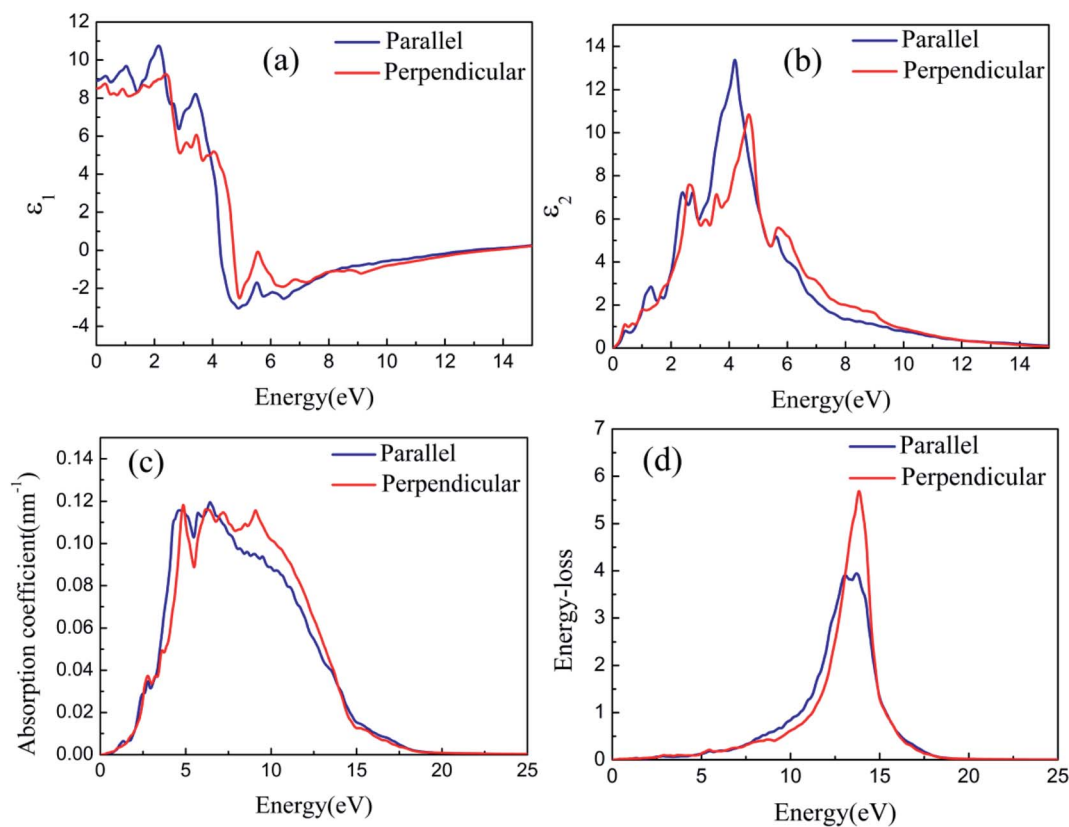 (a)
Parallel
Perpendicular
ε1
12
10
8
6
4
2
0
-2
-4
0 2 4 6 8 10 12 14
Energy(eV)
(b)
Parallel
Perpendicular
ε2
14
12
10
8
6
4
2
0
0 2 4 6 8 10 12 14
Energy(eV)
(c)
Parallel
Perpendicular
Absorption coefficient(nm-1)
0.14
0.12
0.10
0.08
0.06
0.04
0.02
0.00
0 5 10 15 20 25
Energy(eV)
(d)
Parallel
Perpendicular
Energy-loss
7
6
5
4
3
2
1
0
0 5 10 15 20 25
Energy(eV)